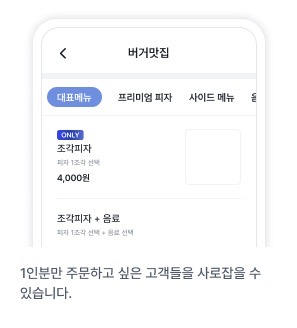 버거맛집
대표메뉴 프리미엄 피자 사이드 메뉴
ONLY
조각피자
피자 1조각 선택
4,000원
조각피자 + 음료
피자 1조각 선택 + 음료 선택
1인분만 주문하고 싶은 고객들을 사로잡을 수
있습니다.